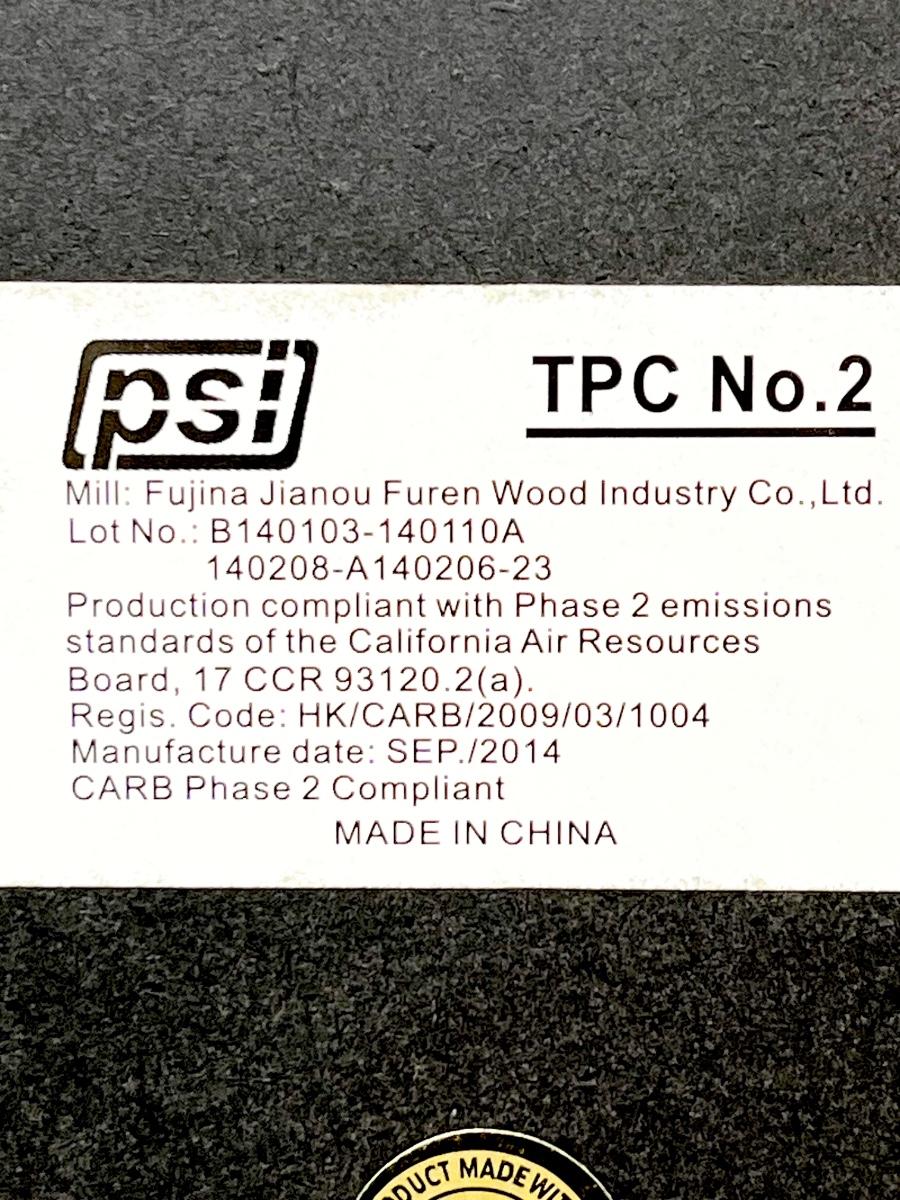 psi
TPC No.2
Mill: Fujina Jianou Furen Wood Industry Co.,Ltd.
Lot No.: B140103-140110A
140208-A140206-23
Production compliant with Phase 2 emissions
standards of the California Air Resources
Board, 17 CCR 93120.2(a).
Regis. Code: HK/CARB/2009/03/1004
Manufacture date: SEP./2014
CARB Phase 2 Compliant
MADE IN CHINA
MADE